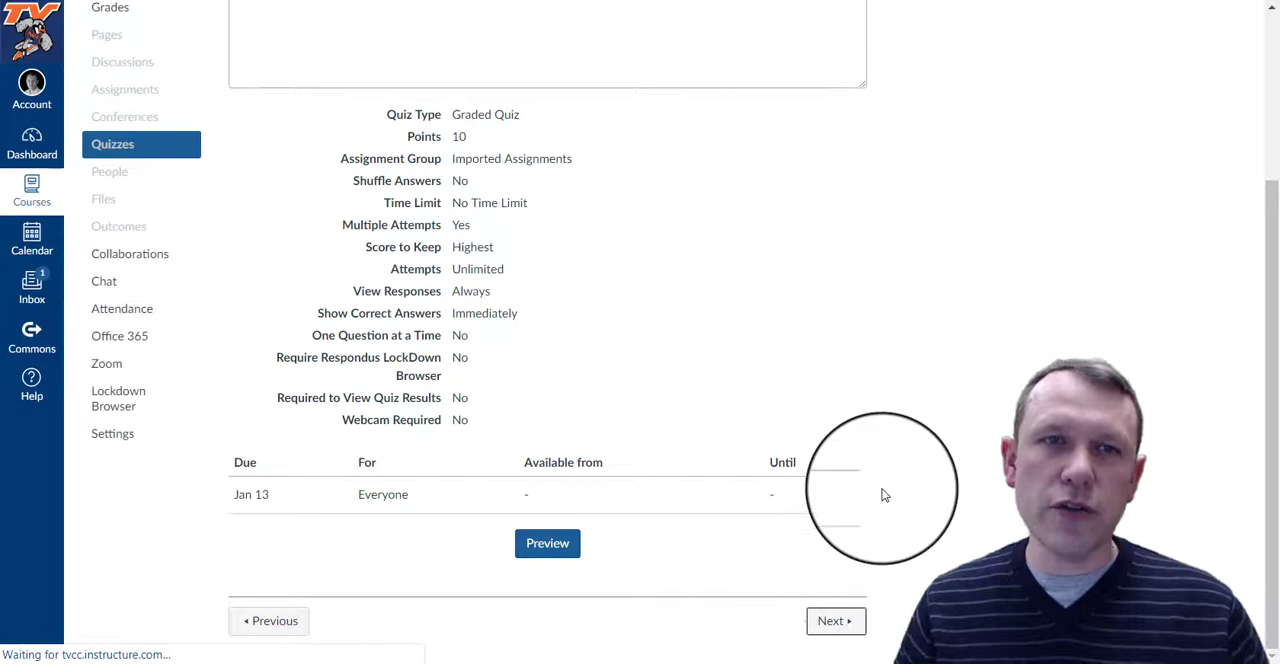 TV
Grades
Pages
Discussions
Account
Assignments
Conferences
Quiz Type Graded Quiz
Points 10
Dashboard
Quizzes
Assignment Group Imported Assignments
People
Shuffle Answers No
Courses
Files
Time Limit No Time Limit
Outcomes
Multiple Attempts Yes
Calendar
Collaborations
Score to Keep Highest
Chat
Attempts Unlimited
1
Inbox
Attendance
View Responses Always
Office 365
Show Correct Answers Immediately
Commons
Zoom
One Question at a Time No
Help
Lockdown
Browser
Require Respondus LockDown
Browser
No
Settings
Required to View Quiz Results No
Webcam Required No
Due For Available from Until
Jan 13 Everyone - -
Preview
Previous
Next
Waiting for tvcc.instructure.com...